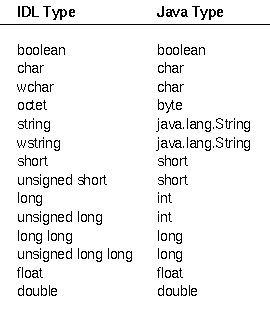 IDL Type Java Type
boolean boolean
char char
wchar char
octet byte
string java.lang.String
wstring java.lang.String
short short
unsigned short short
long int
unsigned long int
long long long
unsigned long long long
float float
double double